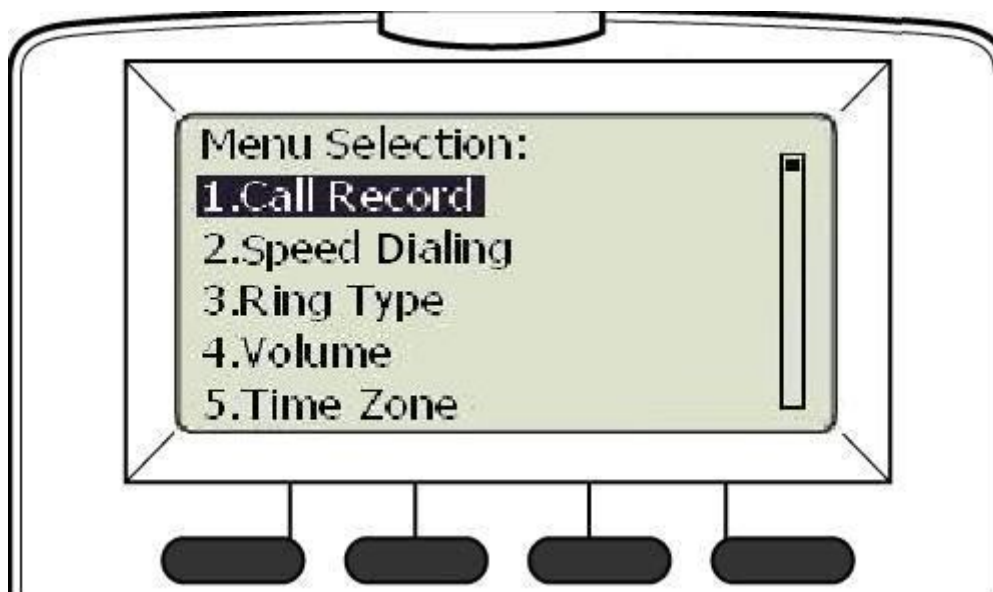 Menu Selection:
1.Call Record
2.Speed Dialing
3.Ring Type
4.Volume
5.Time Zone